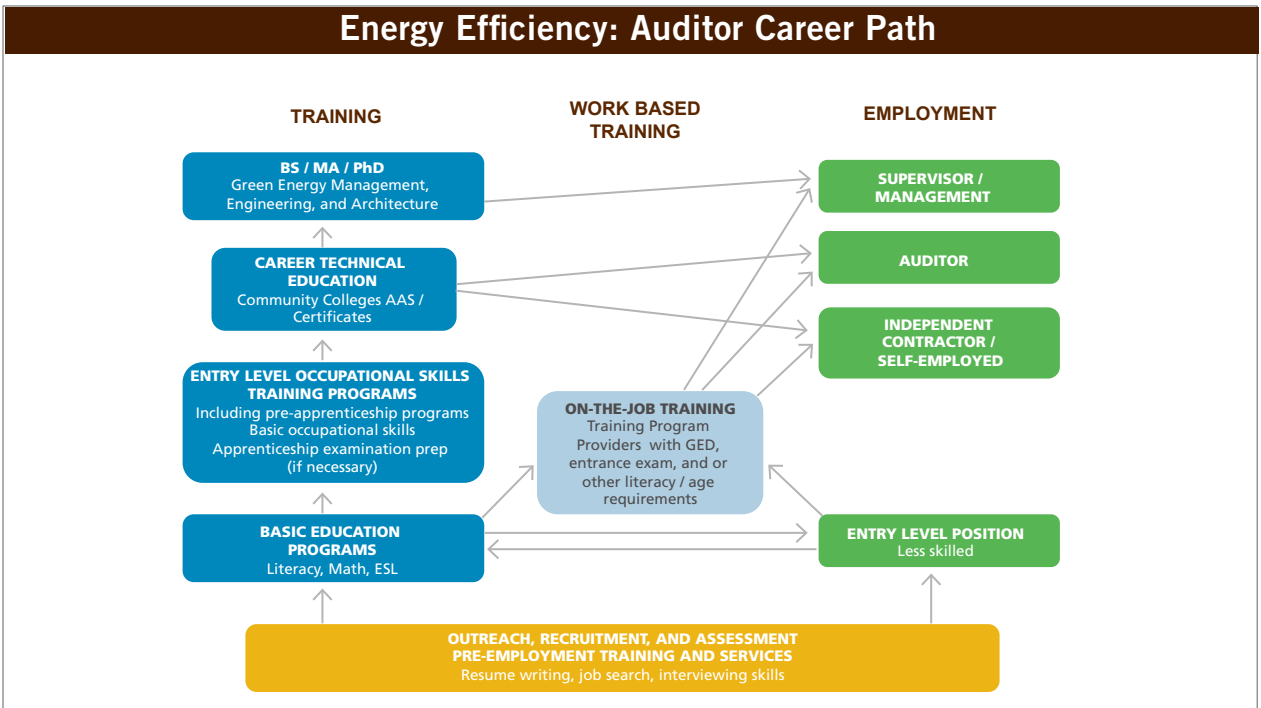 Energy Efficiency: Auditor Career Path
TRAINING
WORK BASED
TRAINING
EMPLOYMENT
BS / MA / PhD
Green Energy Management,
Engineering, and Architecture
CAREER TECHNICAL
EDUCATION
Community Colleges AAS /
Certificates
ENTRY LEVEL OCCUPATIONAL SKILLS
TRAINING PROGRAMS
Including pre-apprenticeship programs
Basic occupational skills
Apprenticeship examination prep
(if necessary)
BASIC EDUCATION
PROGRAMS
Literacy, Math, ESL
ON-THE-JOB TRAINING
Training Program
Providers with GED,
entrance exam, and or
other literacy / age
requirements
SUPERVISOR /
MANAGEMENT
AUDITOR
INDEPENDENT
CONTRACTOR /
SELF-EMPLOYED
ENTRY LEVEL POSITION
Less skilled
OUTREACH, RECRUITMENT, AND ASSESSMENT
PRE-EMPLOYMENT TRAINING AND SERVICES
Resume writing, job search, interviewing skills